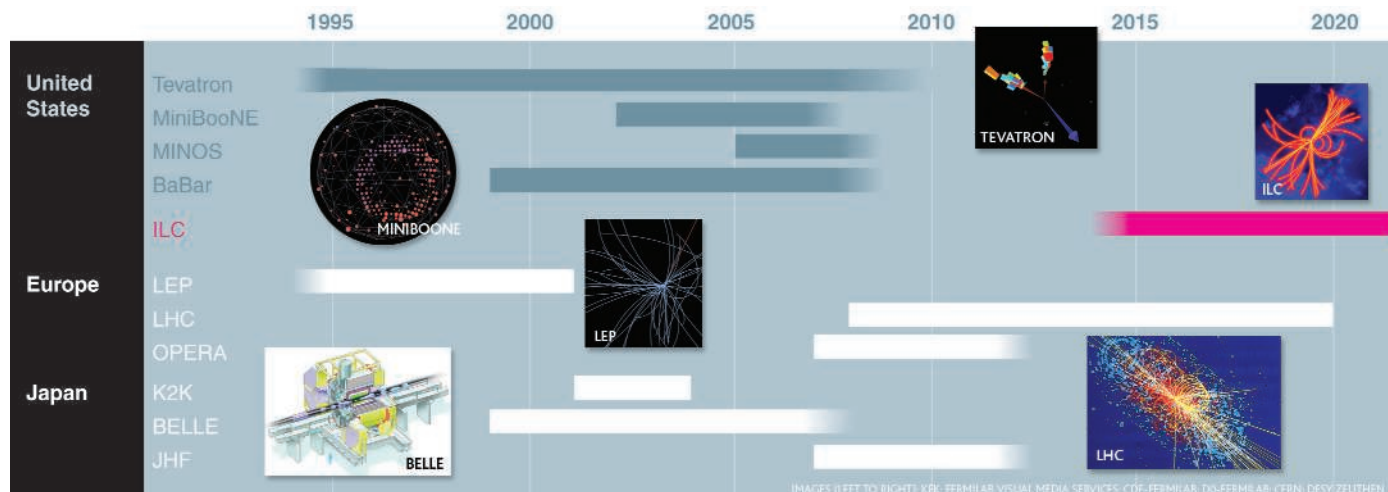 1995 2000 2005 2010 2015 2020
United
States
Tevatron
MiniBooNE
MINOS
BaBar
ILC
MINIBOONE
TEVATRON
ILC
Europe
LEP
LHC
OPERA
LEP
Japan
K2K
BELLE
JHF
BELLE
LHC
IMAGES (LEFT TO RIGHT): KEK; FERMILAB VISUAL MEDIA SERVICES; CDF-FERMILAB; D0-FERMILAB; CERN; DESY ZEUTHEN